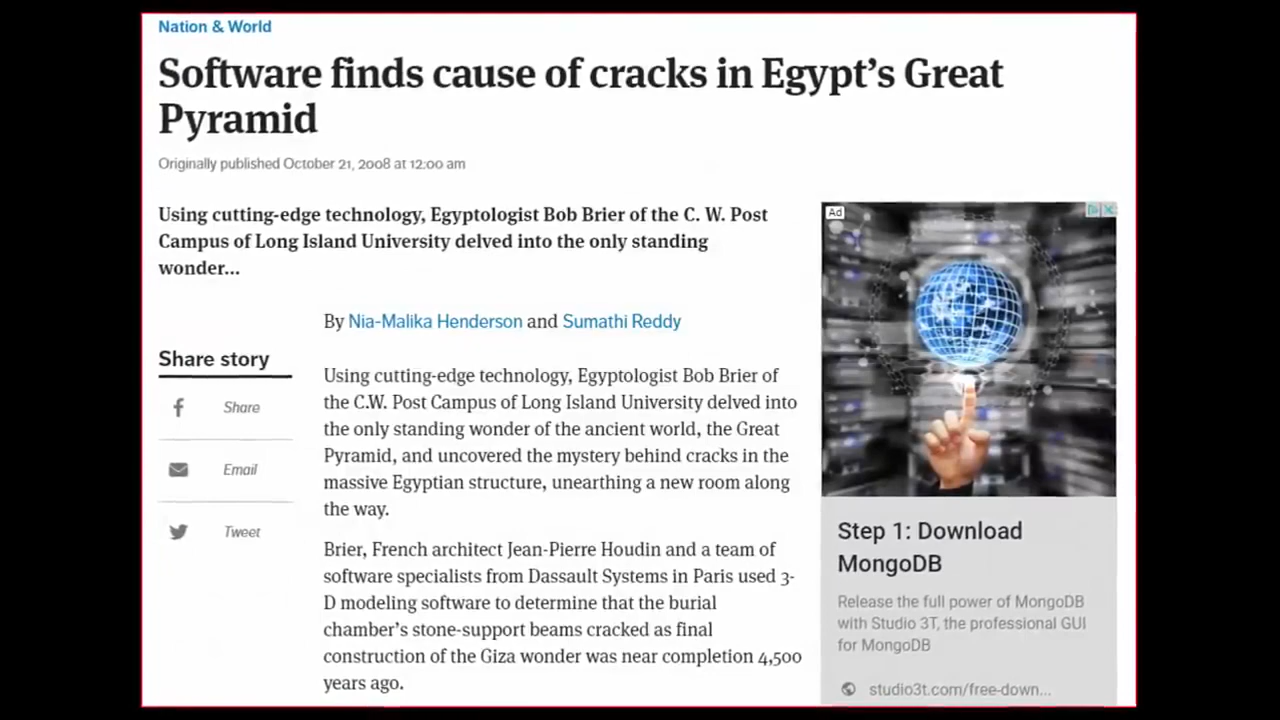 Nation & World
Software finds cause of cracks in Egypt's Great
Pyramid
Originally published October 21, 2008 at 12:00 am
Using cutting-edge technology, Egyptologist Bob Brier of the C. W. Post
Campus of Long Island University delved into the only standing
wonder...
By Nia-Malika Henderson and Sumathi Reddy
Share story
Share
Email
Tweet
Using cutting-edge technology, Egyptologist Bob Brier of
the C.W. Post Campus of Long Island University delved into
the only standing wonder of the ancient world, the Great
Pyramid, and uncovered the mystery behind cracks in the
massive Egyptian structure, unearthing a new room along
the way.
Brier, French architect Jean-Pierre Houdin and a team of
software specialists from Dassault Systems in Paris used 3-
D modeling software to determine that the burial
chamber's stone-support beams cracked as final
construction of the Giza wonder was near completion 4,500
years ago.
Ad
Step 1: Download
MongoDB
Release the full power of MongoDB
with Studio 3T, the professional GUI
for MongoDB
studio3t.com/free-down...